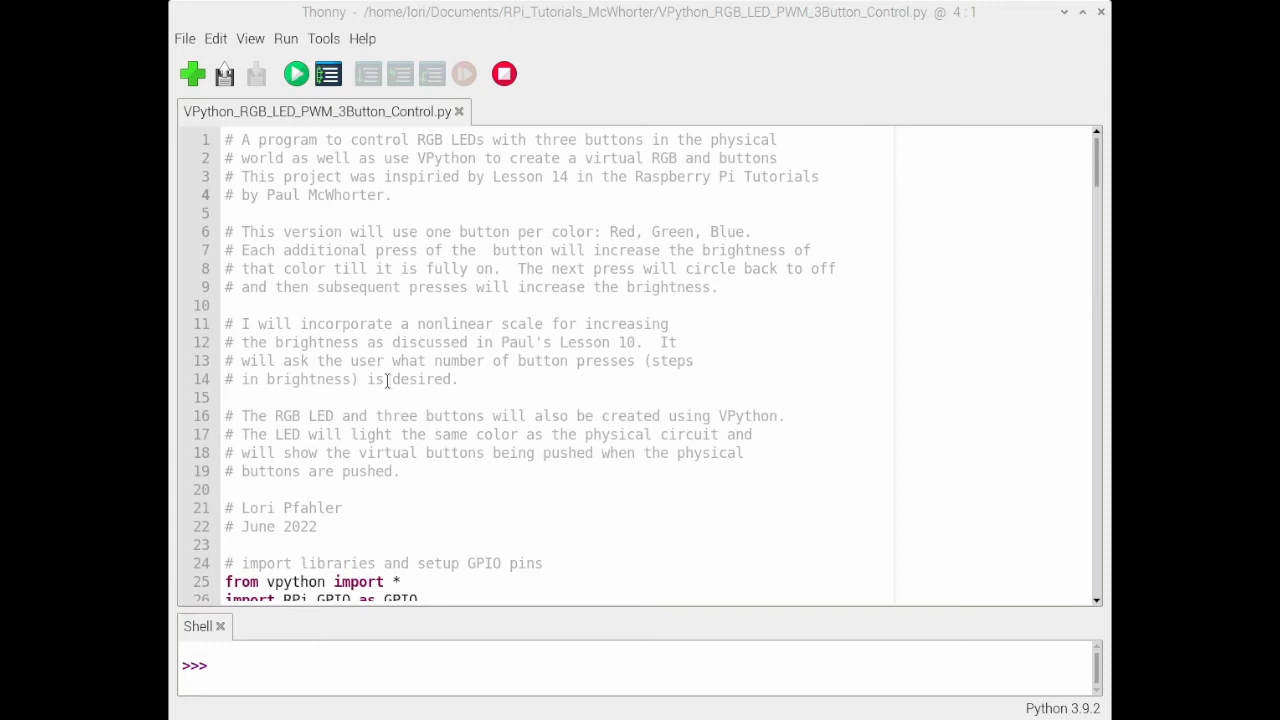 Thonny - /home/lori/Documents/RPi_Tutorials_McWhorter/VPython_RGB_LED_PWM_3Button_Control.py @ 4 : 1
File Edit View Run Tools Help
VPython_RGB_LED_PWM_3Button_Control.py
1 # A program to control RGB LEDs with three buttons in the physical
2 # world as well as use VPython to create a virtual RGB and buttons
3 # This project was inspiried by Lesson 14 in the Raspberry Pi Tutorials
4 # by Paul McWhorter.
5
6 # This version will use one button per color: Red, Green, Blue.
7 # Each additional press of the  button will increase the brightness of
8 # that color till it is fully on.  The next press will circle back to off
9 # and then subsequent presses will increase the brightness.
10
11 # I will incorporate a nonlinear scale for increasing
12 # the brightness as discussed in Paul's Lesson 10.  It
13 # will ask the user what number of button presses (steps
14 # in brightness) is desired.
15
16 # The RGB LED and three buttons will also be created using VPython.
17 # The LED will light the same color as the physical circuit and
18 # will show the virtual buttons being pushed when the physical
19 # buttons are pushed.
20
21 # Lori Pfahler
22 # June 2022
23
24 # import libraries and setup GPIO pins
25 from vpython import *
26 import RPi.GPIO as GPIO
Shell
>>>
Python 3.9.2